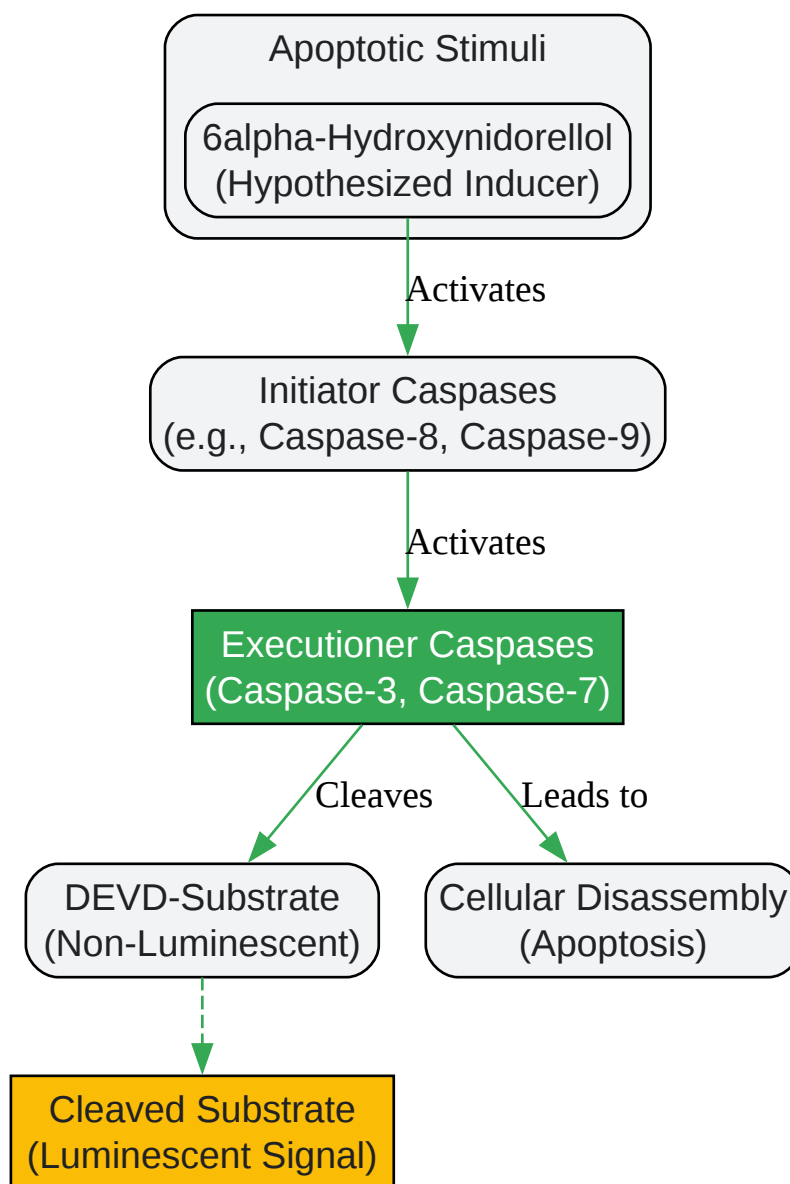 Apoptotic Stimuli
6alpha-Hydroxynidorellol
(Hypothesized Inducer)
Activates
Initiator Caspases
(e.g., Caspase-8, Caspase-9)
Activates
Executioner Caspases
(Caspase-3, Caspase-7)
Cleaves
Leads to
DEVD-Substrate
(Non-Luminescent)
Cellular Disassembly
(Apoptosis)
Cleaved Substrate
(Luminescent Signal)